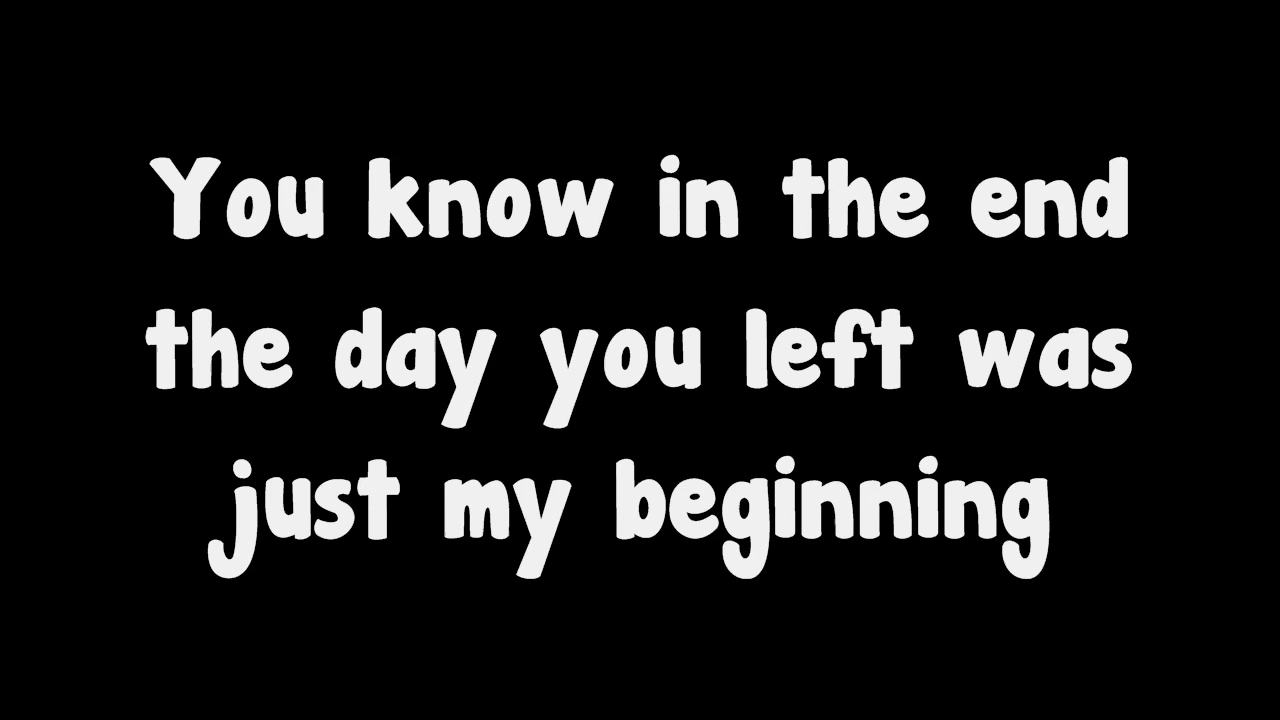 You know in the end
the day you left was
just my beginning